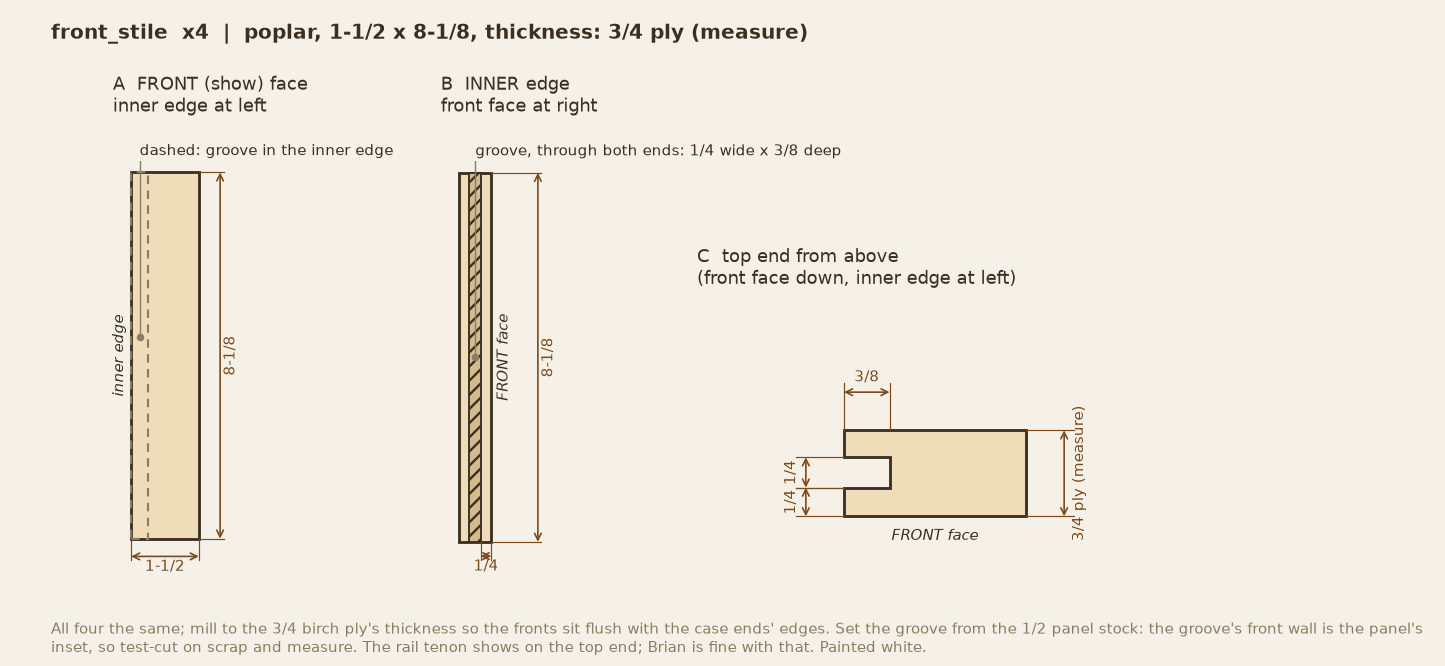 front_stile  x4  |  poplar, 1-1/2 x 8-1/8, thickness: 3/4 ply (measure)
A  FRONT (show) face
inner edge at left
B  INNER edge
front face at right
dashed: groove in the inner edge
groove, through both ends: 1/4 wide x 3/8 deep
C  top end from above
(front face down, inner edge at left)
inner edge
8-1/8
FRONT face
8-1/8
3/8
1/4
1/4
3/4 ply (measure)
FRONT face
1-1/2
1/4
All four the same; mill to the 3/4 birch ply's thickness so the fronts sit flush with the case ends' edges. Set the groove from the 1/2 panel stock: the groove's front wall is the panel's
inset, so test-cut on scrap and measure. The rail tenon shows on the top end; Brian is fine with that. Painted white.